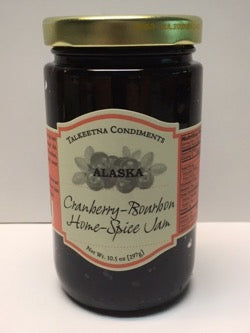 TALKEETNA CONDIMENTS
ALASKA
Cranberry-Bourbon
Home-Spice Jam
Net Wt. 10.5 oz (297g)